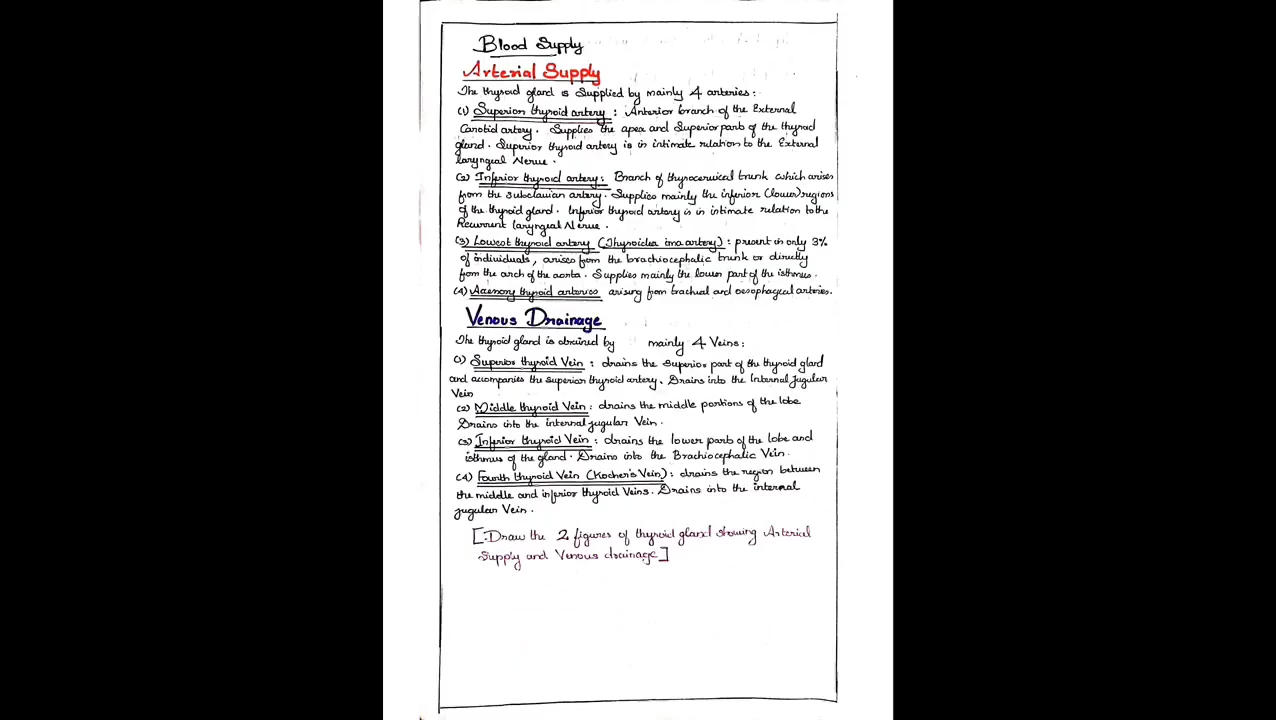 Blood Supply
Arterial Supply
The thyroid gland is supplied by mainly 4 arteries:
(1) Superior thyroid artery: Anterior branch of the External
Carotid artery. Supplies the apex and superior parts of the thyroid
gland. Superior thyroid artery is in intimate relation to the External
laryngeal Nerve.
(2) Inferior thyroid artery: Branch of thyrocervical trunk which arises
from the subclavian artery. Supplies mainly the inferior (lower) regions
of the thyroid gland. Inferior thyroid artery is in intimate relation to the
Recurrent laryngeal Nerve.
(3) Lowest thyroid artery (Thyroidea ima artery): present in only 3%
of individuals, arises from the brachiocephalic trunk or directly
from the arch of the aorta. Supplies mainly the lower part of the isthmus.
(4) Accessory thyroid arteries arising from tracheal and oesophageal arteries.
Venous Drainage
The thyroid gland is drained by mainly 4 Veins:
(1) Superior thyroid Vein: drains the superior part of the thyroid gland
and accompanies the superior thyroid artery. Drains into the Internal Jugular
Vein
(2) Middle thyroid Vein: drains the middle portions of the lobe
Drains into the internal jugular Vein.
(3) Inferior thyroid Vein: drains the lower parts of the lobe and
isthmus of the gland. Drains into the Brachiocephalic Vein.
(4) Fourth thyroid Vein (Kocher's Vein): drains the region between
the middle and inferior thyroid Veins. Drains into the internal
jugular Vein.
[Draw the 2 figures of thyroid gland showing Arterial
Supply and Venous drainage]